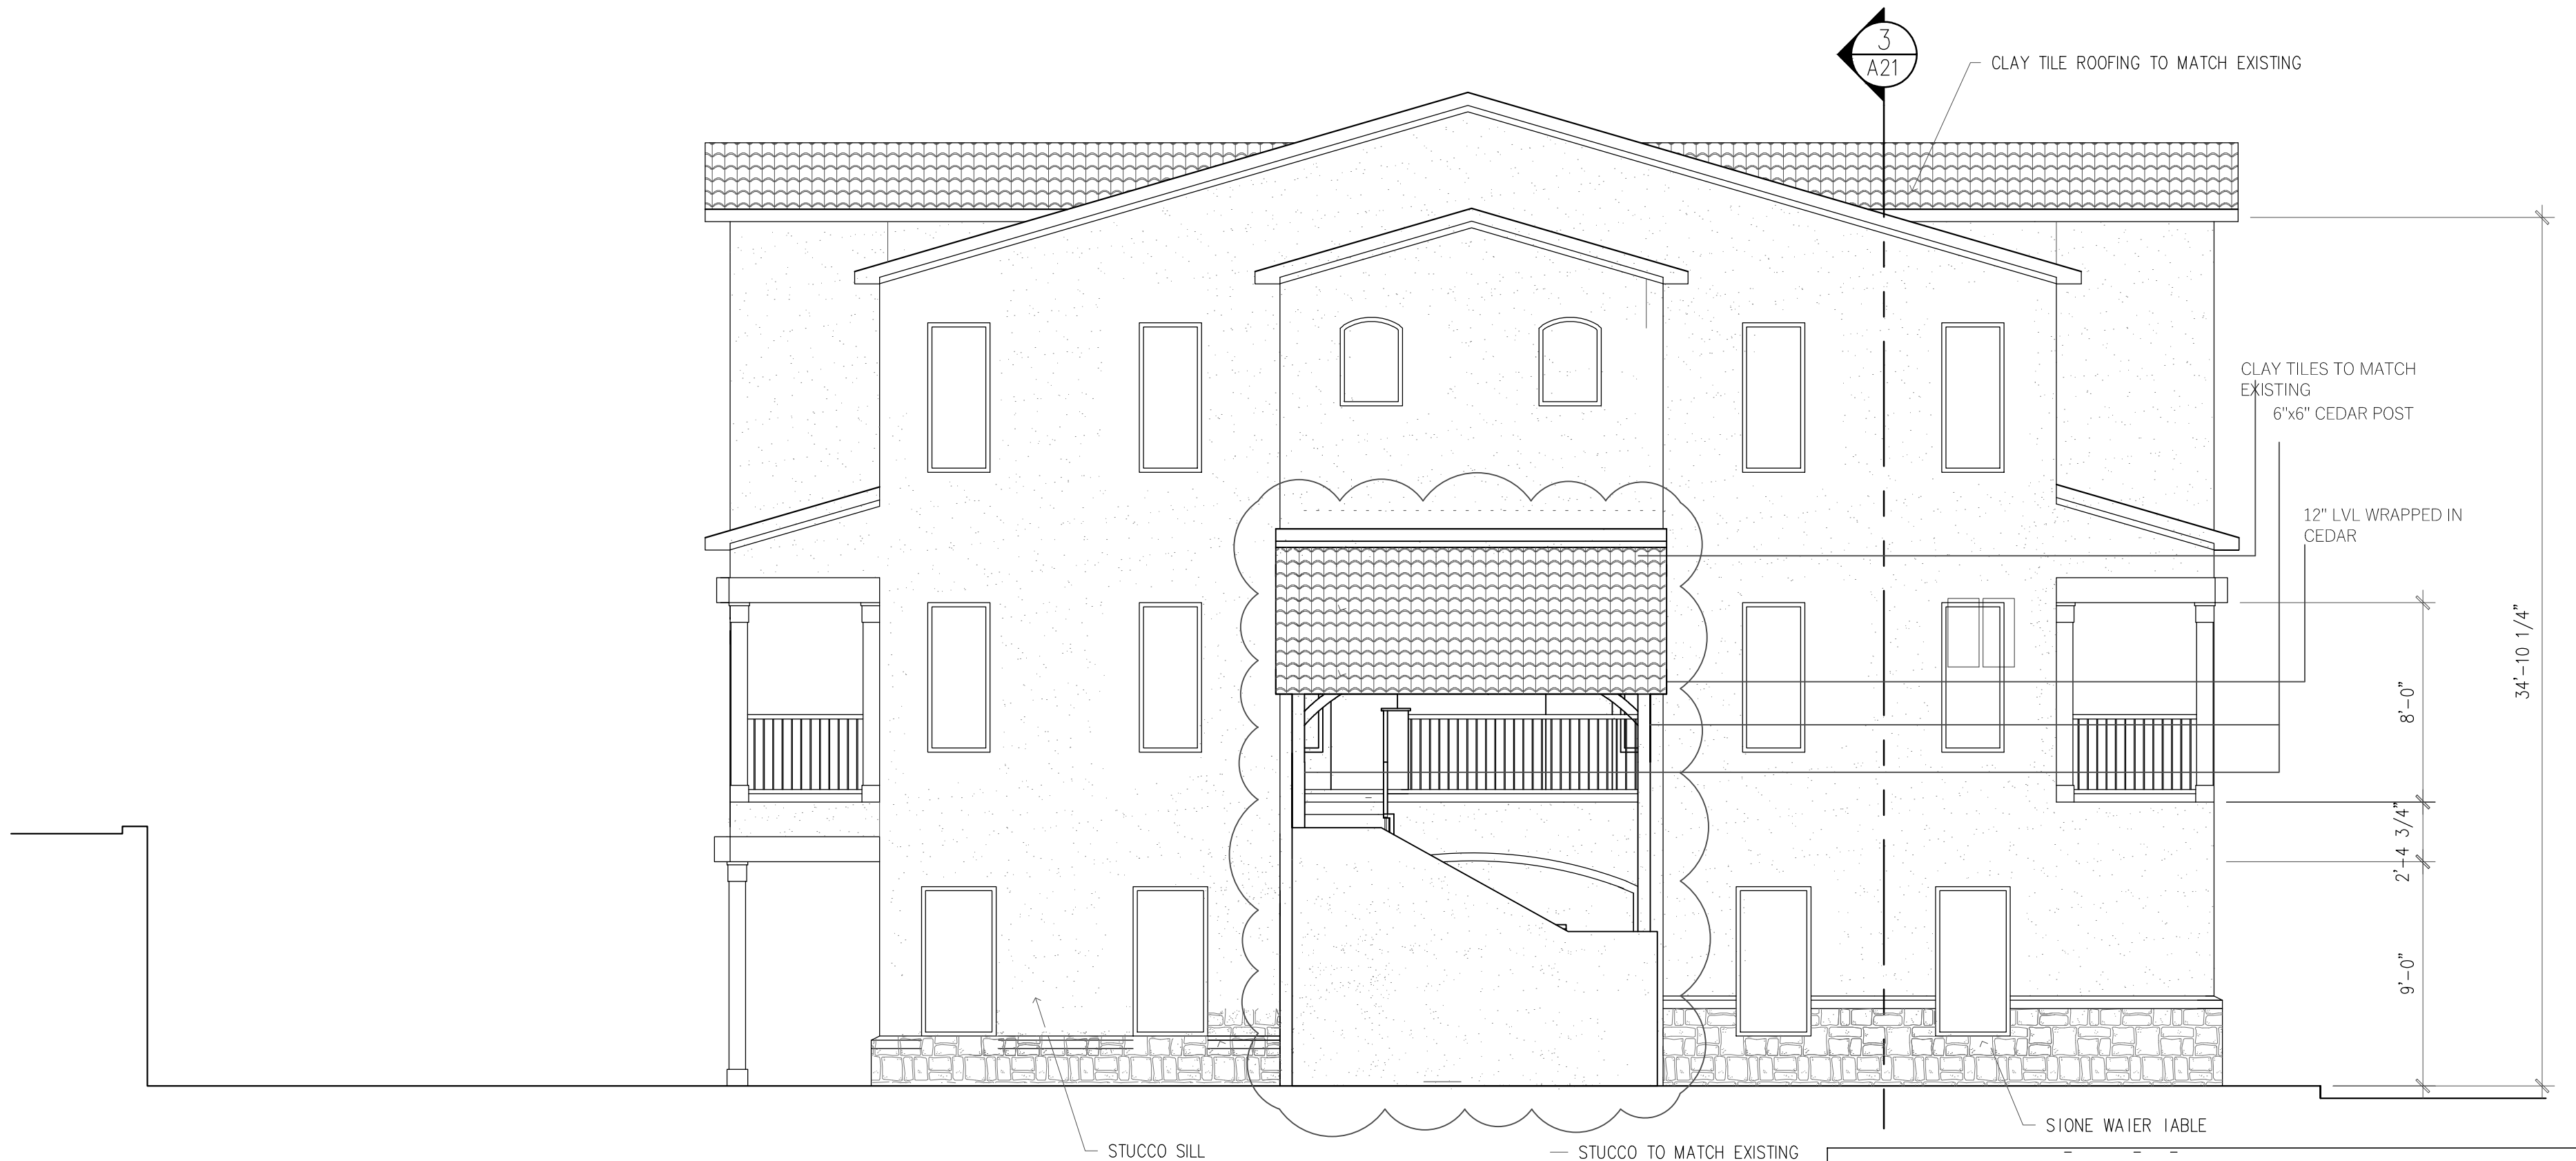 3
A21
CLAY TILE ROOFING TO MATCH EXISTING
CLAY TILES TO MATCH
EXISTING
6"x6" CEDAR POST
12" LVL WRAPPED IN
CEDAR
34'-10 1/4"
8'-0"
2'-4 3/4"
9'-0"
SIONE WAIER IABLE
STUCCO SILL
STUCCO TO MATCH EXISTING